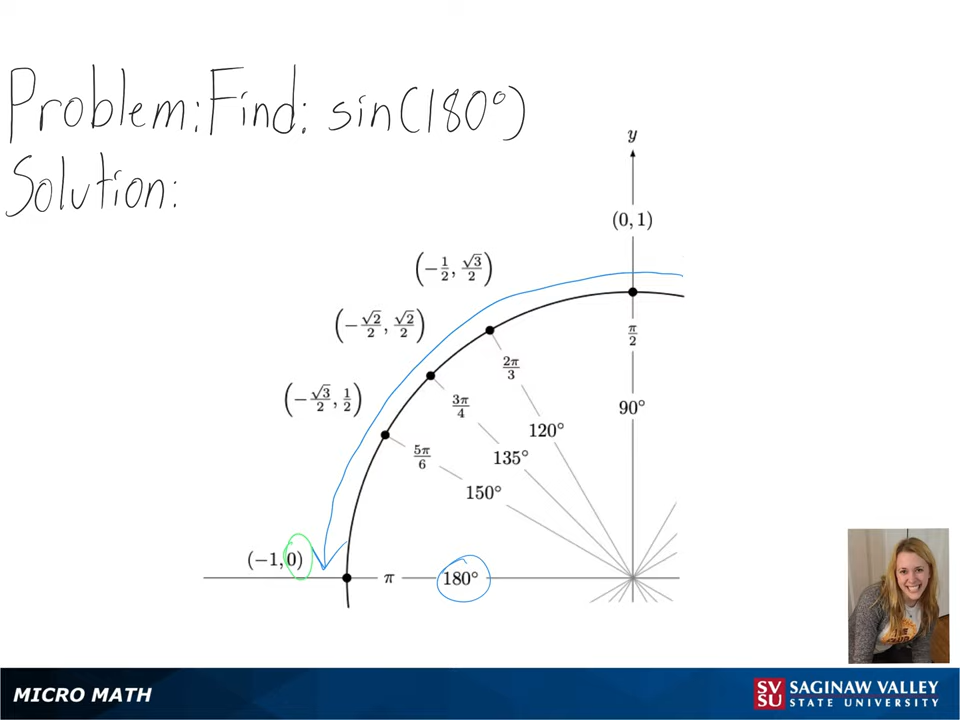 Problem: Find: sin(180°)
Solution:
y
(0, 1)
(-1/2, √3/2)
(-√2/2, √2/2)
π/2
2π/3
(-√3/2, 1/2)
3π/4
90°
120°
5π/6
135°
150°
(-1, 0)
π
180°
MICRO MATH
SV
SU
SAGINAW VALLEY
STATE UNIVERSITY